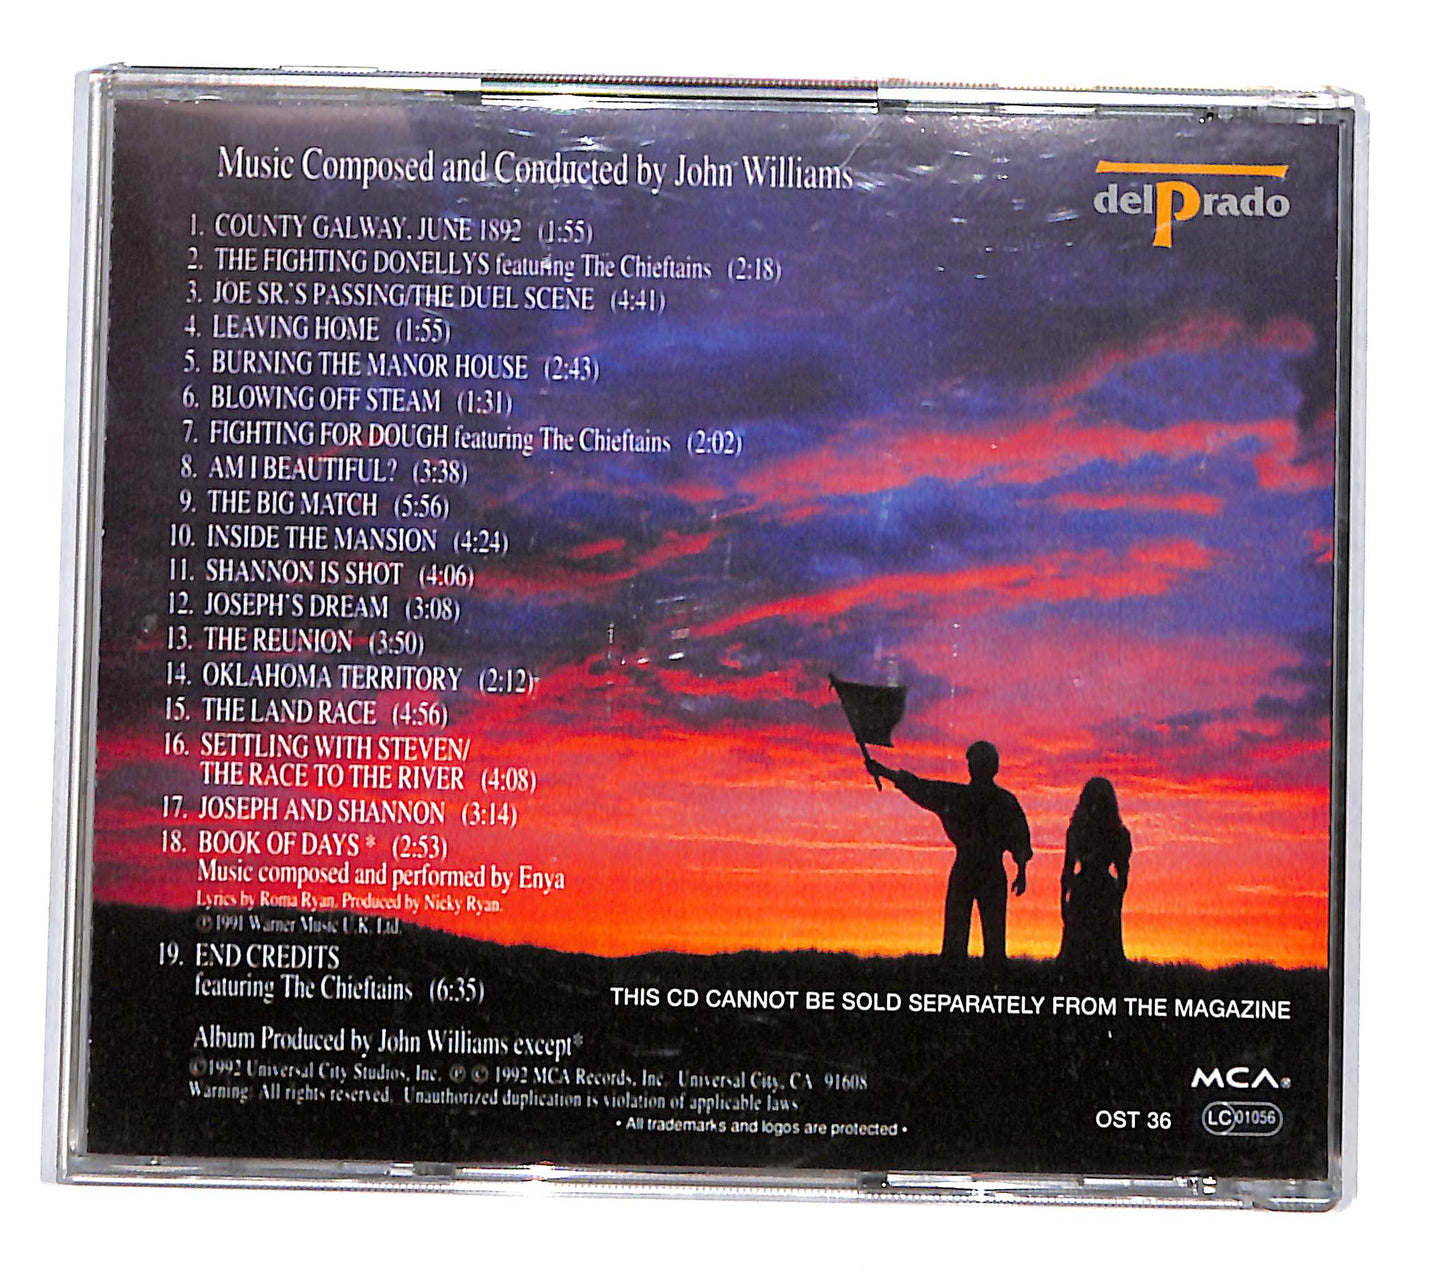 Music Composed and Conducted by John Williams
delPrado
1. COUNTY GALWAY, JUNE 1892 (1:55)
2. THE FIGHTING DONELLYS featuring The Chieftains (2:18)
3. JOE SR.'S PASSING/THE DUEL SCENE (4:41)
4. LEAVING HOME (1:55)
5. BURNING THE MANOR HOUSE (2:43)
6. BLOWING OFF STEAM (1:31)
7. FIGHTING FOR DOUGH featuring The Chieftains (2:02)
8. AM I BEAUTIFUL? (3:38)
9. THE BIG MATCH (5:56)
10. INSIDE THE MANSION (4:24)
11. SHANNON IS SHOT (4:06)
12. JOSEPH'S DREAM (3:08)
13. THE REUNION (3:50)
14. OKLAHOMA TERRITORY (2:12)
15. THE LAND RACE (4:56)
16. SETTLING WITH STEVEN/
THE RACE TO THE RIVER (4:08)
17. JOSEPH AND SHANNON (3:14)
18. BOOK OF DAYS * (2:53)
Music composed and performed by Enya
Lyrics by Roma Ryan. Produced by Nicky Ryan.
℗ 1991 Warner Music U.K. Ltd.
19. END CREDITS
featuring The Chieftains (6:35)
THIS CD CANNOT BE SOLD SEPARATELY FROM THE MAGAZINE
Album Produced by John Williams except*
©1992 Universal City Studios, Inc. ℗ © 1992 MCA Records, Inc. Universal City, CA 91608
Warning: All rights reserved. Unauthorized duplication is violation of applicable laws.
• All trademarks and logos are protected •
MCA®
OST 36
LC 01056